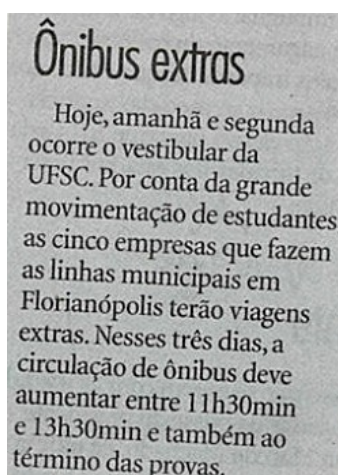 Ônibus extras
Hoje, amanhã e segunda
ocorre o vestibular da
UFSC. Por conta da grande
movimentação de estudantes
as cinco empresas que fazem
as linhas municipais em
Florianópolis terão viagens
extras. Nesses três dias, a
circulação de ônibus deve
aumentar entre 11h30min
e 13h30min e também ao
término das provas.